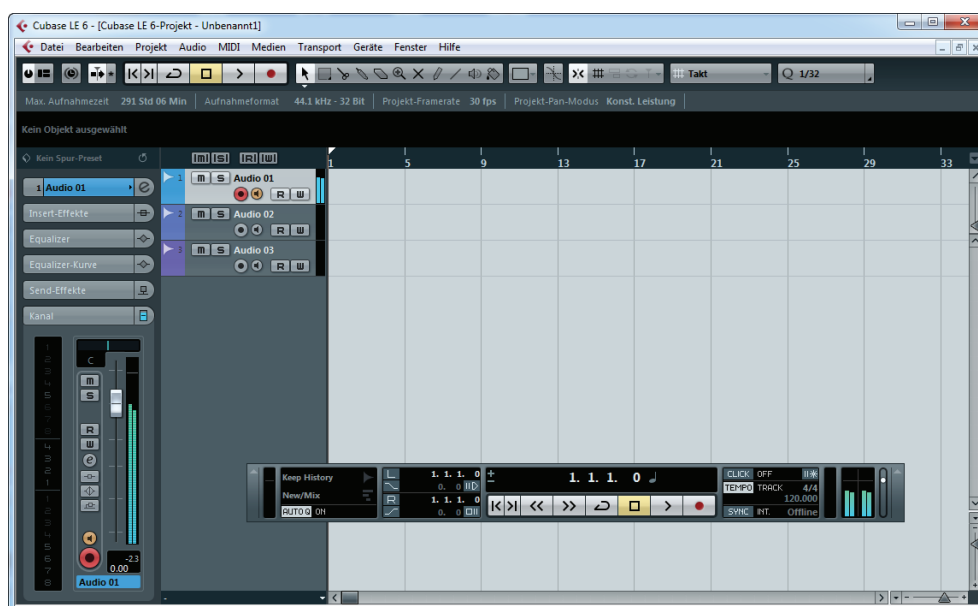 Cubase LE 6 - [Cubase LE 6-Projekt - Unbenannt1]
Datei Bearbeiten Projekt Audio MIDI Medien Transport Geräte Fenster Hilfe
Takt Q 1/32
Max. Aufnahmezeit 291 Std 06 Min Aufnahmeformat 44.1 kHz - 32 Bit Projekt-Framerate 30 fps Projekt-Pan-Modus Konst. Leistung
Kein Objekt ausgewählt
Kein Spur-Preset M S R W 1 5 9 13 17 21 25 29 33
1 Audio 01 e
1 m S Audio 01
R W
Insert-Effekte
2 m S Audio 02
R W
Equalizer
3 m S Audio 03
R W
Equalizer-Kurve
Send-Effekte
Kanal
C
m
S
R
W
e
Keep History
New/Mix
AUTO Q ON
L 1. 1. 1. 0
0. 0
R 1. 1. 1. 0
0. 0
1. 1. 1. 0
CLICK OFF
TEMPO TRACK 4/4
120.000
SYNC INT. Offline
-2.3
0.00
Audio 01